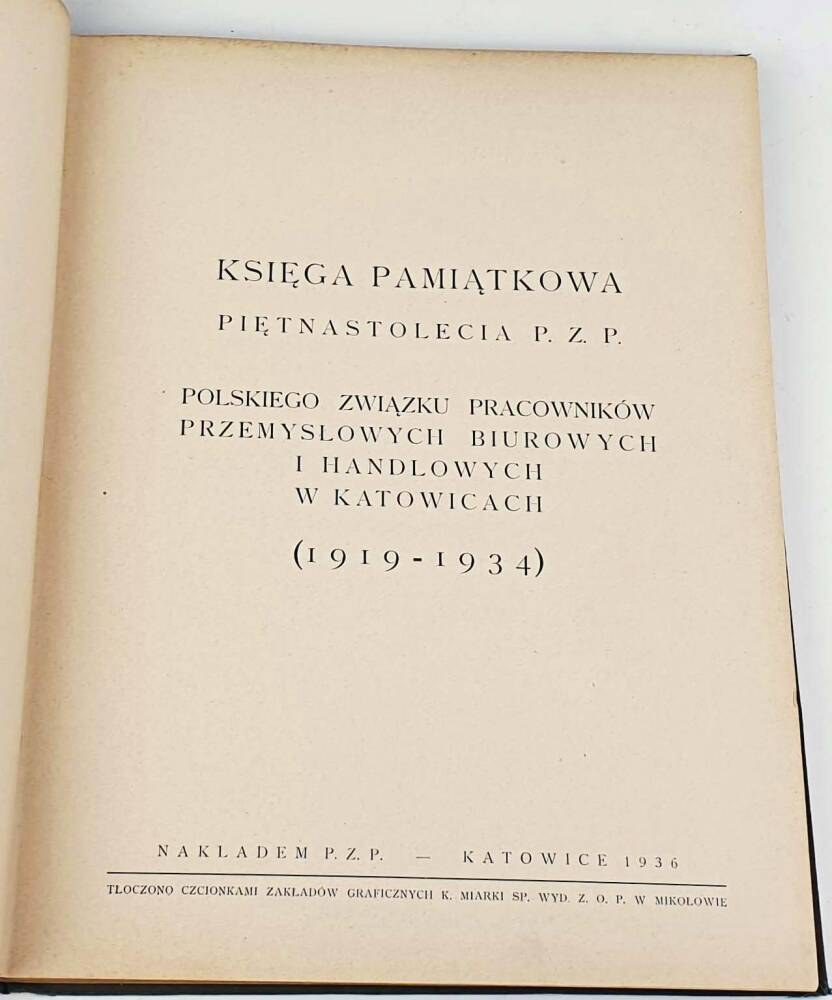 KSIĘGA PAMIĄTKOWA
PIĘTNASTOLECIA P. Z. P.
POLSKIEGO ZWIĄZKU PRACOWNIKÓW
PRZEMYSŁOWYCH BIUROWYCH
I HANDLOWYCH
W KATOWICACH
(1919-1934)
NAKŁADEM P. Z. P. — KATOWICE 1936
TŁOCZONO CZCIONKAMI ZAKŁADÓW GRAFICZNYCH K. MIARKI SP. WYD. Z. O. P. W MIKOŁOWIE